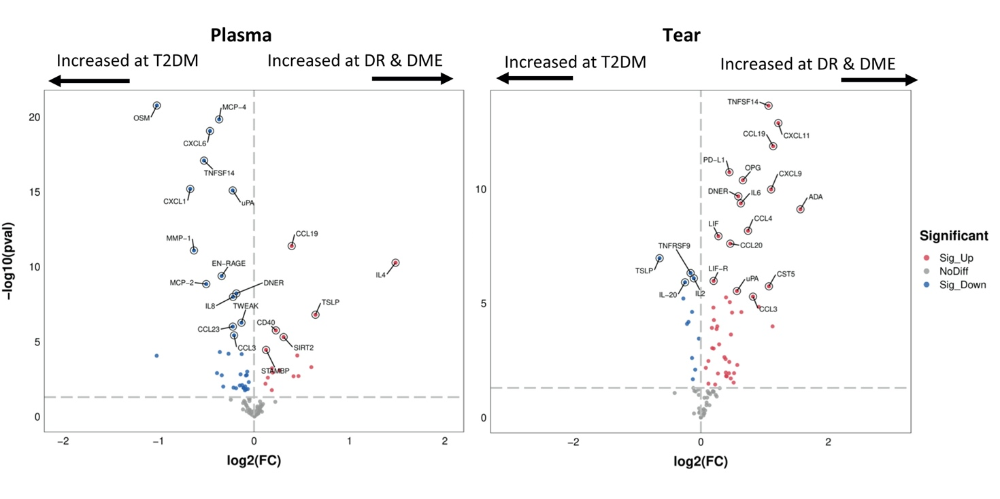 Plasma
Tear
Increased at T2DM
Increased at DR & DME
Increased at T2DM
Increased at DR & DME
−log10(pval)
20
15
10
5
0
OSM
MCP−4
CXCL6
TNFSF14
CXCL1
uPA
MMP−1
CCL19
EN−RAGE
IL4
MCP−2
DNER
IL8
TWEAK
TSLP
CCL23
CD40
CCL3
SIRT2
STAMBP
−2
−1
0
1
2
log2(FC)
10
5
0
TNFSF14
CCL19
CXCL11
PD−L1
OPG
CXCL9
DNER
IL6
ADA
LIF
CCL4
TNFRSF9
CCL20
TSLP
LIF−R
CST5
uPA
IL−20
IL2
CCL3
−2
0
2
log2(FC)
Significant
Sig_Up
NoDiff
Sig_Down